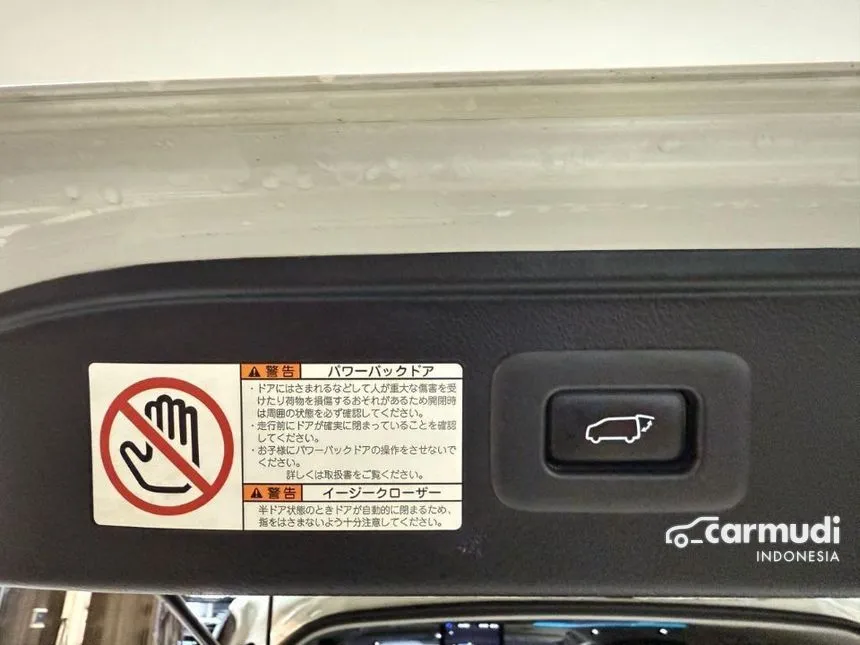 警告 パワーバックドア
・ドアにはさまれるなどして人が重大な傷害を受
けたり荷物を損傷するおそれがあるため開閉時
は周囲の状態を必ず確認してください。
・走行前にドアが確実に閉まっていることを確認
してください。
・お子様にパワーバックドアの操作をさせないで
ください。
詳しくは取扱書をご覧ください。
警告 イージークローザー
半ドア状態のときドアが自動的に閉まるため、
指をはさまないよう十分注意してください。
carmudi
INDONESIA